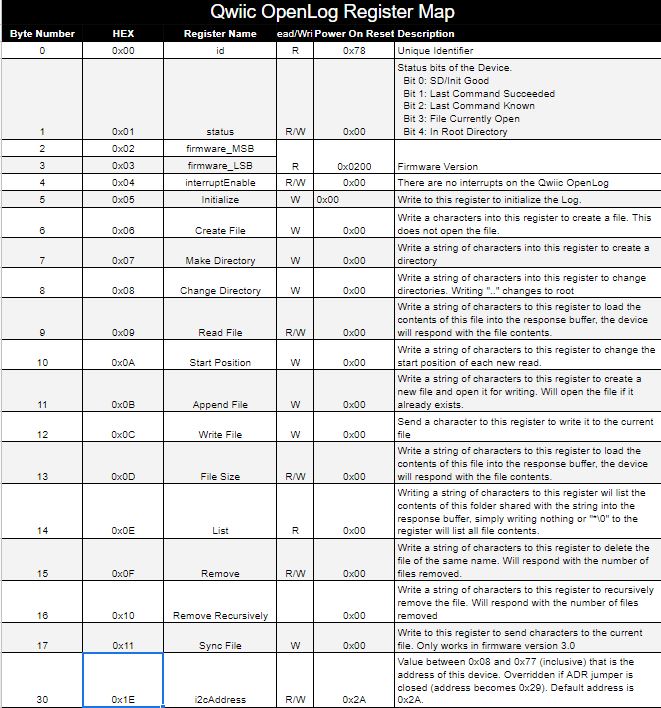 Qwiic OpenLog Register Map
Byte Number HEX Register Name ead/Wri Power On Reset Description
0 0x00 id R 0x78 Unique Identifier
Status bits of the Device.
Bit 0: SD/Init Good
Bit 1: Last Command Succeeded
Bit 2: Last Command Known
Bit 3: File Currently Open
1 0x01 status R/W 0x00 Bit 4: In Root Directory
2 0x02 firmware_MSB
3 0x03 firmware_LSB R 0x0200 Firmware Version
4 0x04 interruptEnable R/W 0x00 There are no interrupts on the Qwiic OpenLog
5 0x05 Initialize W 0x00 Write to this register to initialize the Log.
Write a characters into this register to create a file. This
6 0x06 Create File W 0x00 does not open the file.
Write a string of characters into this register to create a
7 0x07 Make Directory W 0x00 directory
Write a string of characters into this register to change
8 0x08 Change Directory W 0x00 directories. Writing ".." changes to root
Write a string of characters to this register to load the
contents of this file into the response buffer, the device
9 0x09 Read File R/W 0x00 will respond with the file contents.
Write a string of characters to this register to change the
10 0x0A Start Position W 0x00 start position of each new read.
Write a string of characters to this register to create a
new file and open it for writing. Will open the file if it
11 0x0B Append File W 0x00 already exists.
Send a character to this register to write it to the current
12 0x0C Write File W 0x00 file
Write a string of characters to this register to load the
contents of this file into the response buffer, the device
13 0x0D File Size R/W 0x00 will respond with the file contents.
Writing a string of characters to this register wil list the
contents of this folder shared with the string into the
response buffer, simply writing nothing or "*\0" to the
14 0x0E List R 0x00 register will list all file contents.
Write a string of characters to this register to delete the
file of the same name. Will respond with the number of
15 0x0F Remove R/W 0x00 files removed.
Write a string of characters to this register to recursively
remove the file. Will respond with the number of files
16 0x10 Remove Recursively 0x00 removed
Write to this register to send characters to the current
17 0x11 Sync File W 0x00 file. Only works in firmware version 3.0
Value between 0x08 and 0x77 (inclusive) that is the
address of this device. Overridden if ADR jumper is
closed (address becomes 0x29). Default address is
30 0x1E i2cAddress R/W 0x2A 0x2A.